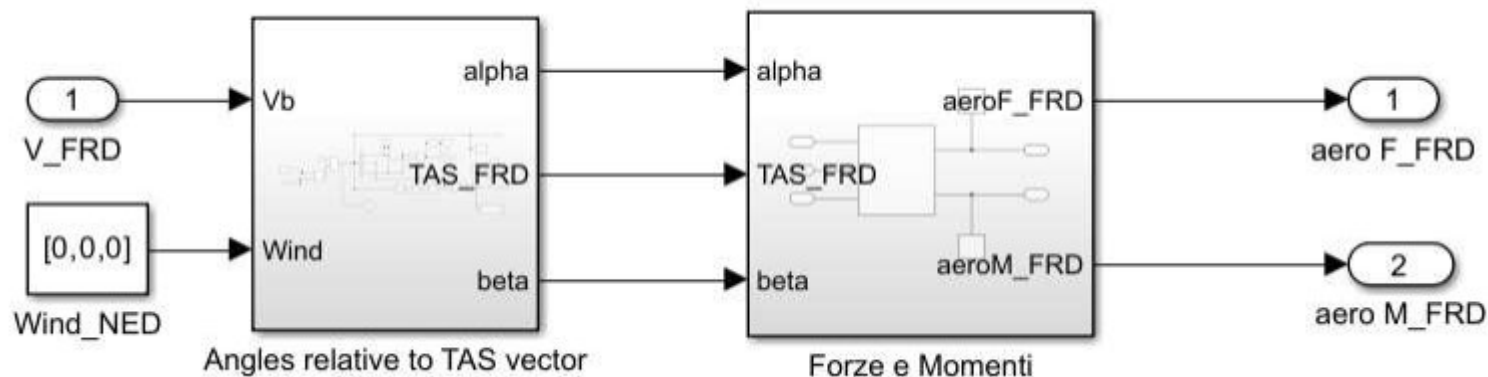 1
V_FRD
[0,0,0]
Wind_NED
Vb
Wind
alpha
TAS_FRD
beta
Angles relative to TAS vector
alpha
TAS_FRD
beta
aeroF_FRD
aeroM_FRD
Forze e Momenti
1
aero F_FRD
2
aero M_FRD